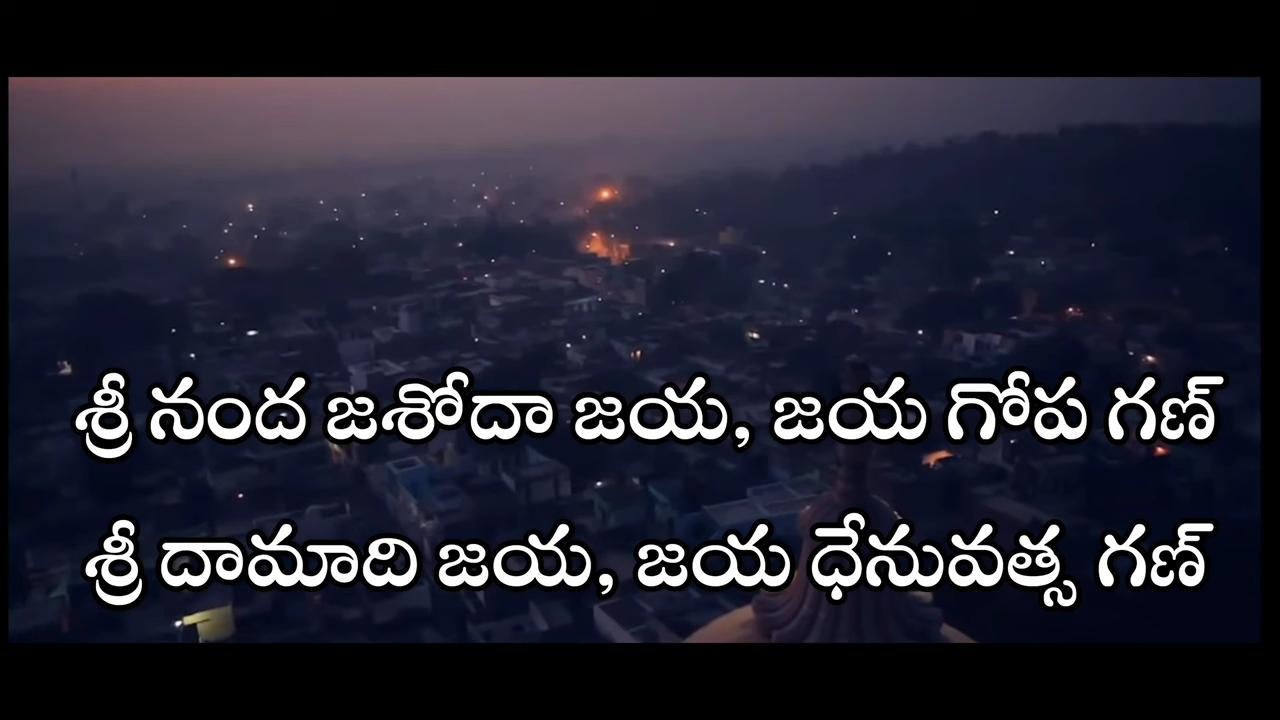 శ్రీ నంద జశోదా జయ, జయ గోప గణ్
శ్రీ దామాది జయ, జయ ధేనువత్స గణ్